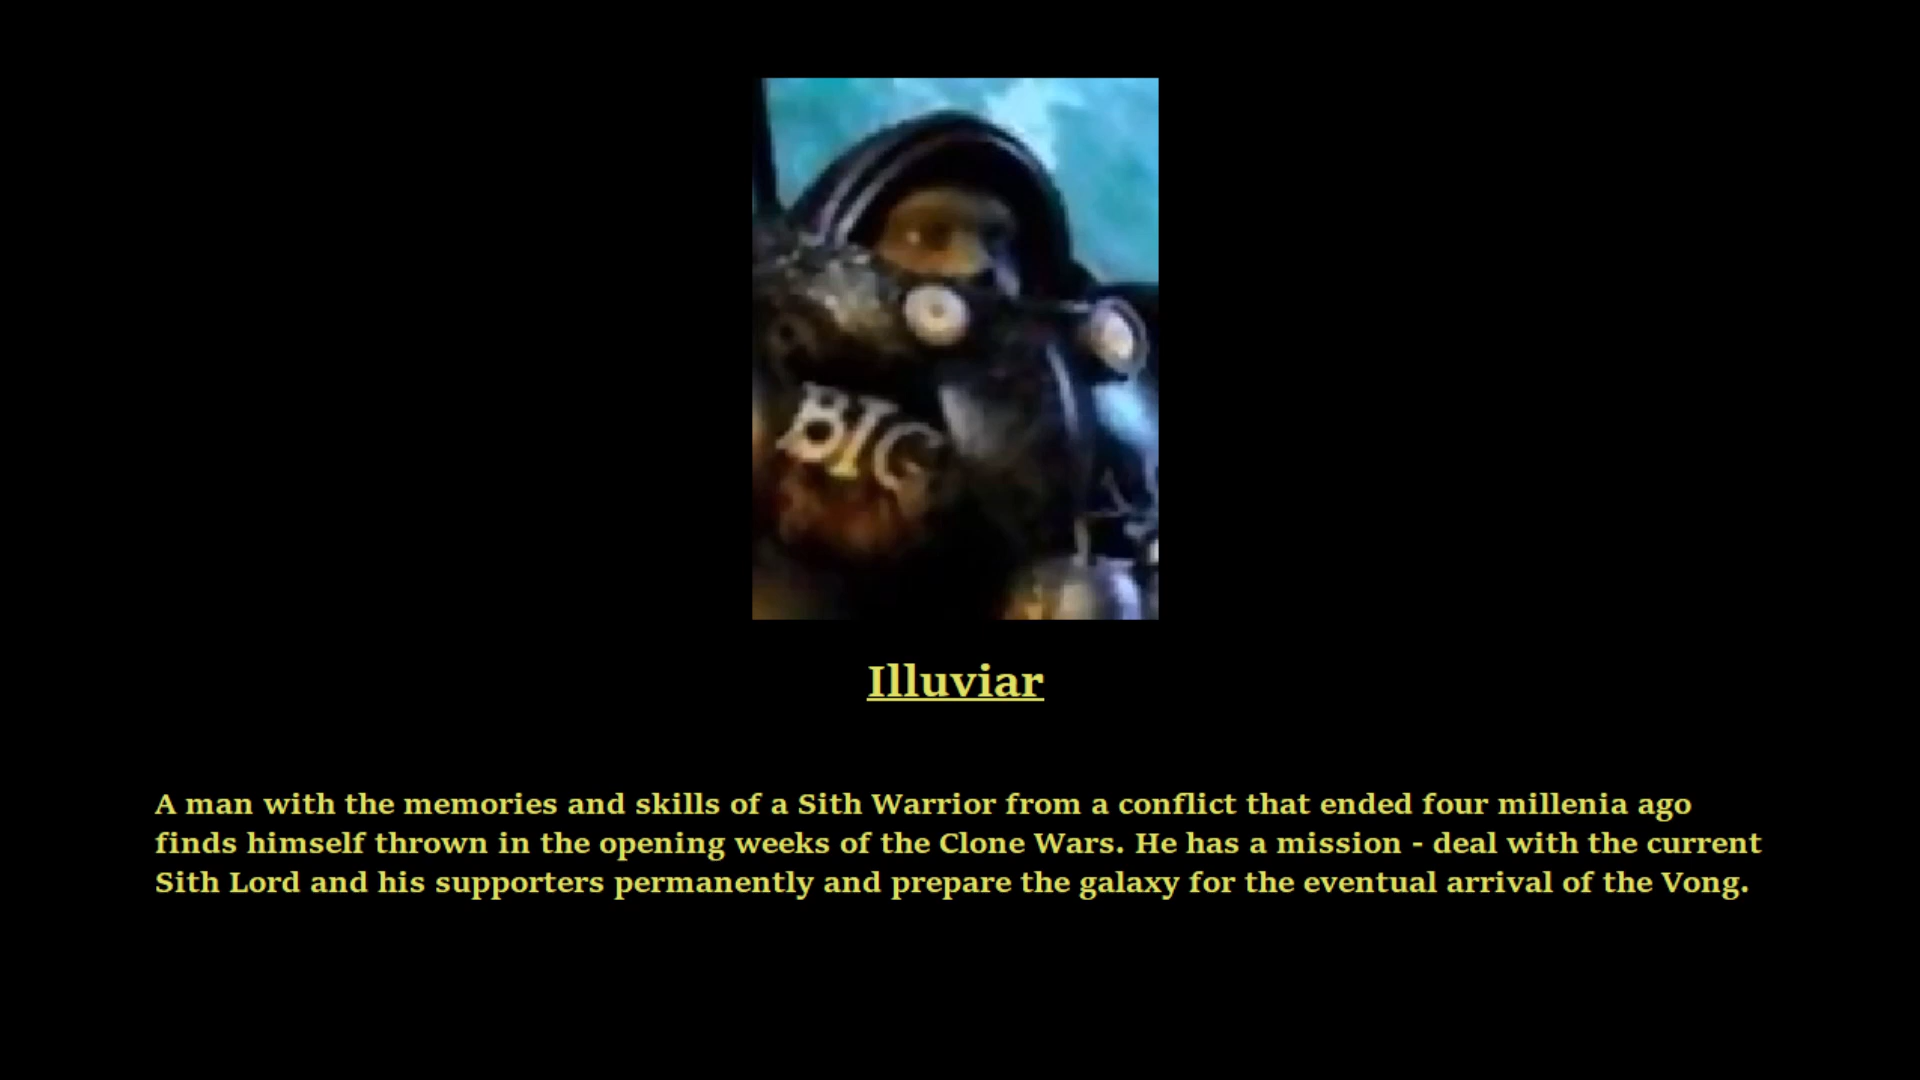 BIG
Illuviar
A man with the memories and skills of a Sith Warrior from a conflict that ended four millenia ago
finds himself thrown in the opening weeks of the Clone Wars. He has a mission - deal with the current
Sith Lord and his supporters permanently and prepare the galaxy for the eventual arrival of the Vong.